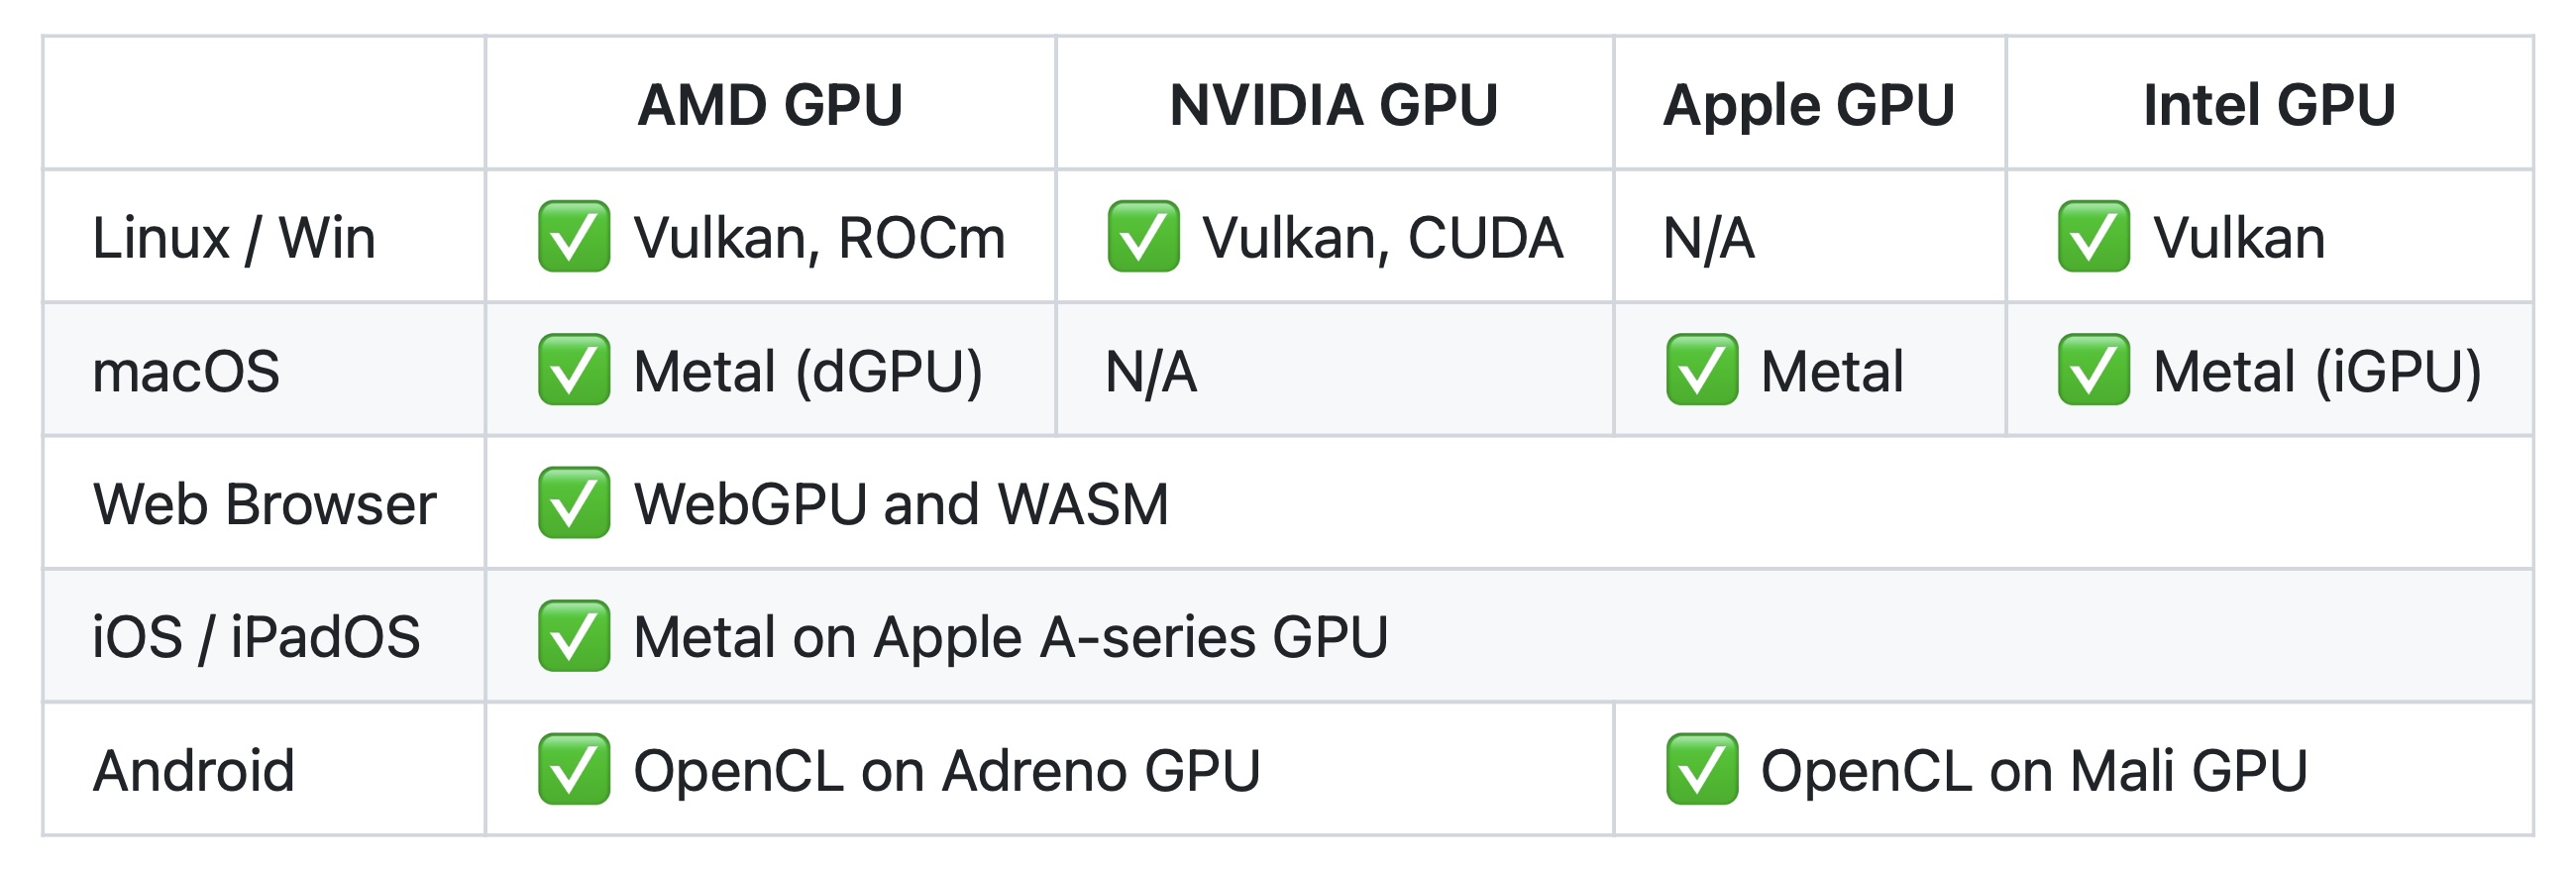 AMD GPU NVIDIA GPU Apple GPU Intel GPU
Linux / Win ✅ Vulkan, ROCm ✅ Vulkan, CUDA N/A ✅ Vulkan
macOS ✅ Metal (dGPU) N/A ✅ Metal ✅ Metal (iGPU)
Web Browser ✅ WebGPU and WASM
iOS / iPadOS ✅ Metal on Apple A-series GPU
Android ✅ OpenCL on Adreno GPU ✅ OpenCL on Mali GPU